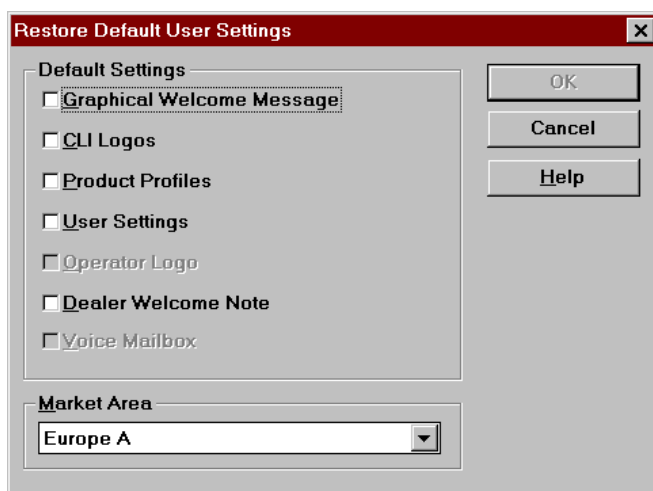 Restore Default User Settings
Default Settings
Graphical Welcome Message
CLI Logos
Product Profiles
User Settings
Operator Logo
Dealer Welcome Note
Voice Mailbox
OK
Cancel
Help
Market Area
Europe A